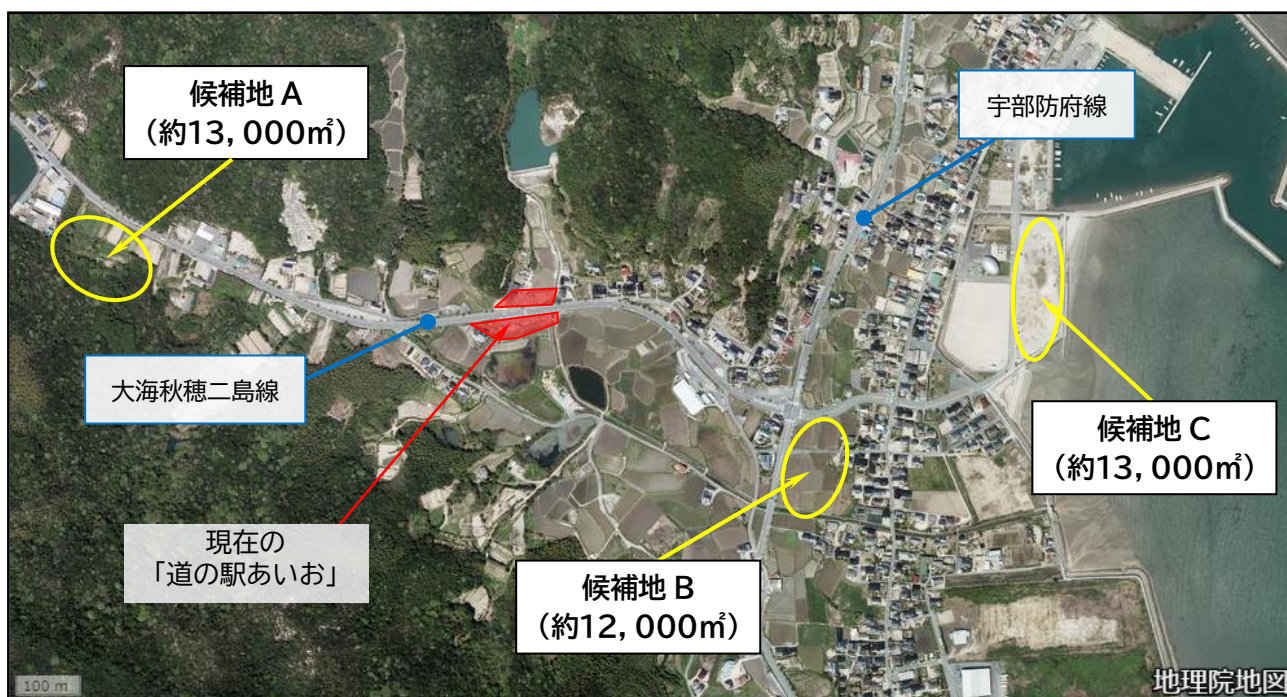 候補地 A
(約13,000㎡)
宇部防府線
大海秋穂二島線
候補地 C
(約13,000㎡)
現在の
「道の駅あいお」
候補地 B
(約12,000㎡)
100 m
地理院地図